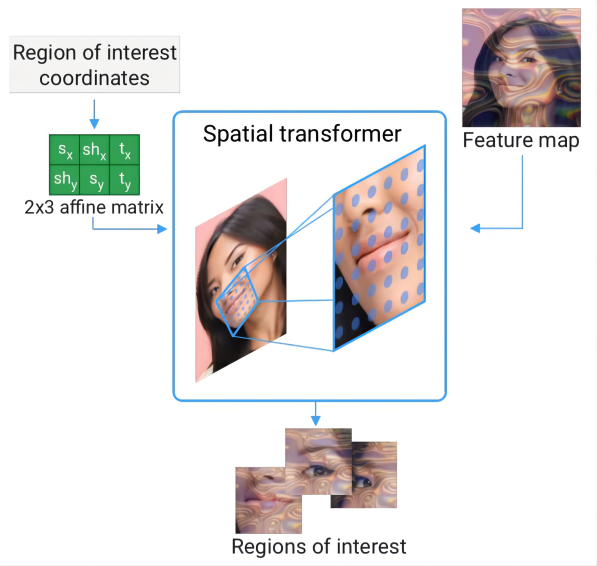 Region of interest
coordinates
Spatial transformer
Feature map
sx shx tx
shy sy ty
2x3 affine matrix
Regions of interest